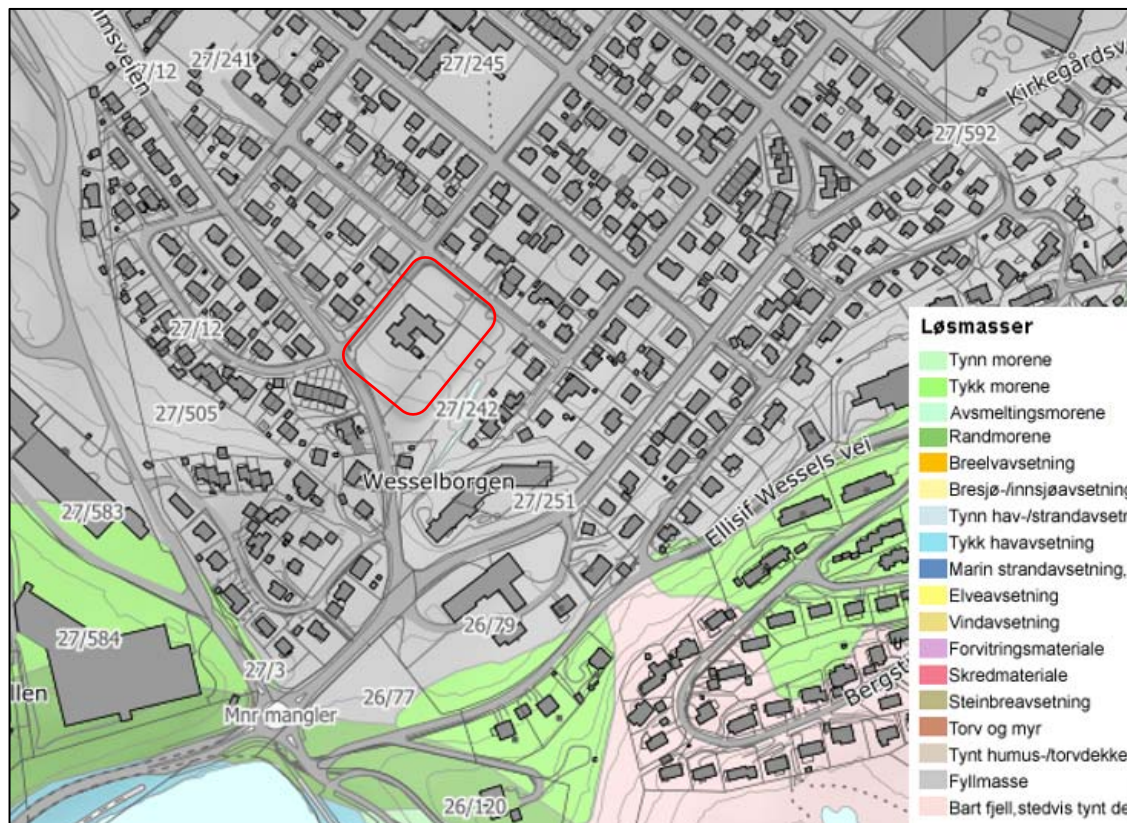 27/241
27/12
27/245
Kirkegårdsv
27/592
27/12
27/505
27/242
Wesselborgen
27/251
Ellisif Wessels vei
27/583
27/584
26/79
27/3
26/77
llen
Mnr mangler
Bergsti
26/120
Løsmasser
Tynn morene
Tykk morene
Avsmeltingsmorene
Randmorene
Breelvavsetning
Bresjø-/innsjøavsetning
Tynn hav-/strandavsetn
Tykk havavsetning
Marin strandavsetning,
Elveavsetning
Vindavsetning
Forvitringsmateriale
Skredmateriale
Steinbreavsetning
Torv og myr
Tynt humus-/torvdekke
Fyllmasse
Bart fjell,stedvis tynt de